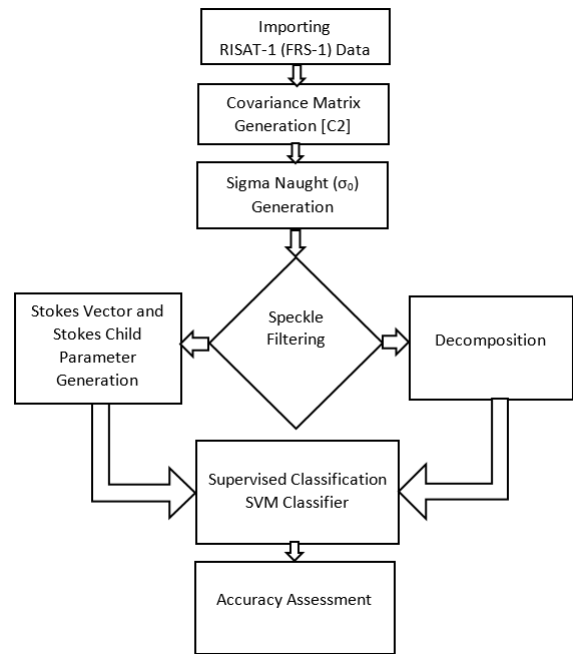 Importing
RISAT-1 (FRS-1) Data
Covariance Matrix
Generation [C2]
Sigma Naught (σ₀)
Generation
Speckle
Filtering
Stokes Vector and
Stokes Child
Parameter
Generation
Decomposition
Supervised Classification
SVM Classifier
Accuracy Assessment